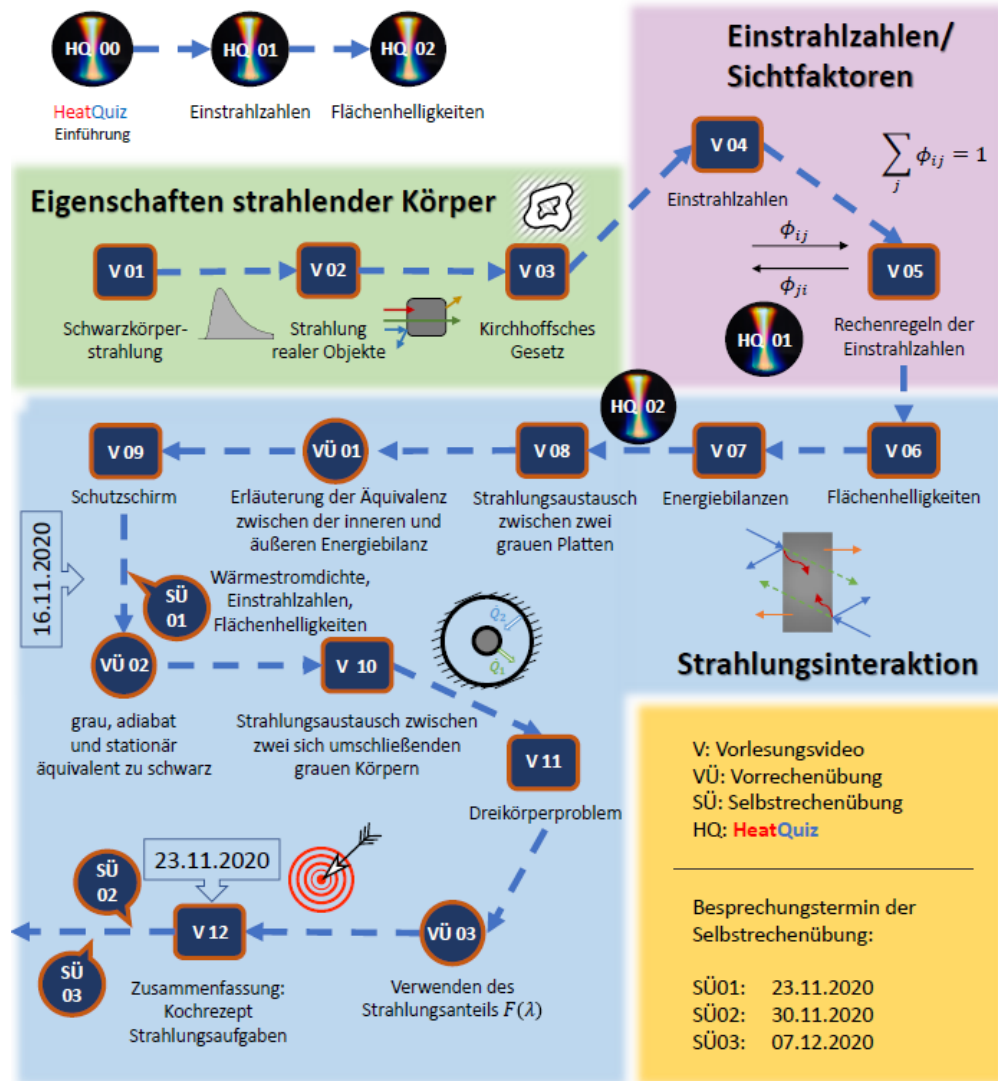 HQ 00
HQ 01
HQ 02
HeatQuiz
Einführung
Einstrahlzahlen
Flächenhelligkeiten
Einstrahlzahlen/
Sichtfaktoren
V 04
Einstrahlzahlen
∑_j ϕ_ij = 1
ϕ_ij
ϕ_ji
V 05
HQ 01
Rechenregeln der
Einstrahlzahlen
Eigenschaften strahlender Körper
V 01
V 02
V 03
Schwarzkörper-
strahlung
Strahlung
realer Objekte
Kirchhoffsches
Gesetz
HQ 02
V 09
VÜ 01
V 08
V 07
V 06
Schutzschirm
Erläuterung der Äquivalenz
zwischen der inneren und
äußeren Energiebilanz
Strahlungsaustausch
zwischen zwei
grauen Platten
Energiebilanzen
Flächenhelligkeiten
16.11.2020
SÜ
01
Wärmestromdichte,
Einstrahlzahlen,
Flächenhelligkeiten
Q̇₂
Q̇₁
VÜ 02
V 10
Strahlungsinteraktion
grau, adiabat
und stationär
äquivalent zu schwarz
Strahlungsaustausch zwischen
zwei sich umschließenden
grauen Körpern
V 11
Dreikörperproblem
23.11.2020
SÜ
02
V 12
VÜ 03
SÜ
03
Zusammenfassung:
Kochrezept
Strahlungsaufgaben
Verwenden des
Strahlungsanteils F(λ)
V: Vorlesungsvideo
VÜ: Vorrechenübung
SÜ: Selbstrechenübung
HQ: HeatQuiz
Besprechungstermin der
Selbstrechenübung:
SÜ01: 23.11.2020
SÜ02: 30.11.2020
SÜ03: 07.12.2020